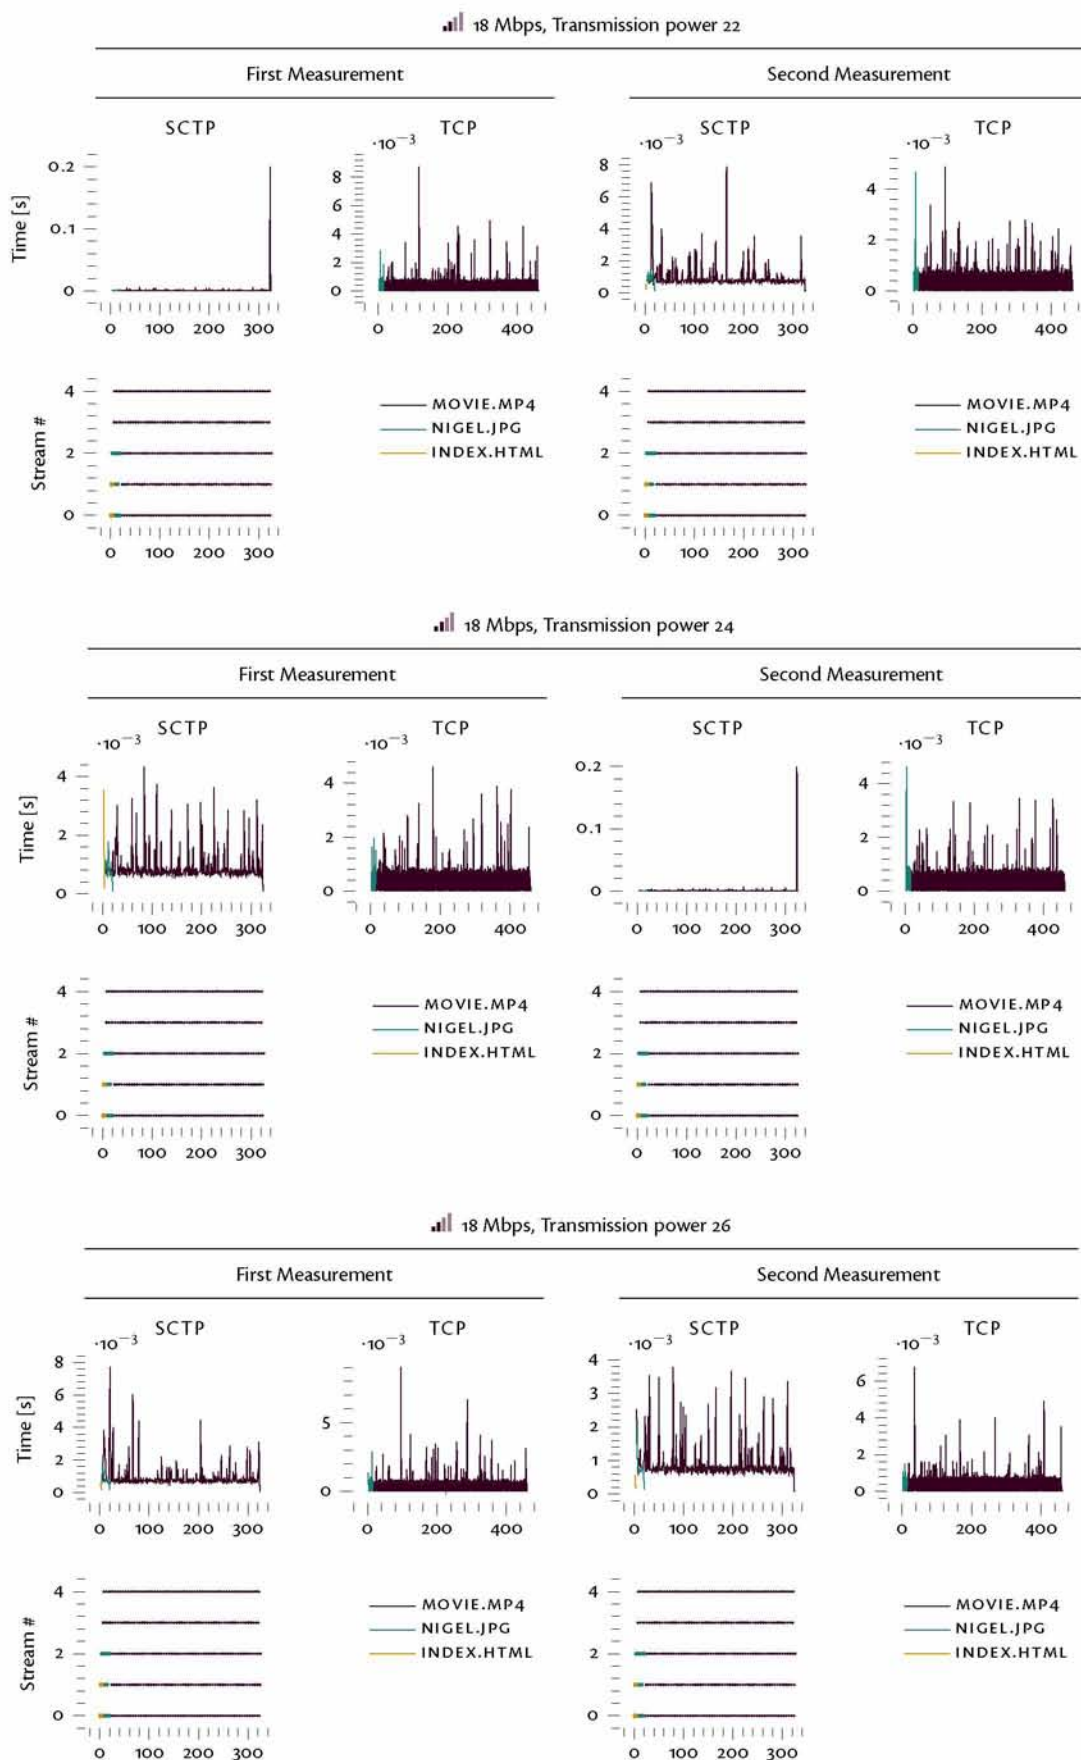 18 Mbps, Transmission power 22
First Measurement
Second Measurement
SCTP
TCP
SCTP
TCP
·10⁻³
·10⁻³
·10⁻³
Time [s]
0.2
0.1
0
0 100 200 300
8
6
4
2
0
0 200 400
8
6
4
2
0
0 100 200 300
4
2
0
0 200 400
Stream #
4
2
0
0 100 200 300
MOVIE.MP4
NIGEL.JPG
INDEX.HTML
4
2
0
0 100 200 300
MOVIE.MP4
NIGEL.JPG
INDEX.HTML
18 Mbps, Transmission power 24
First Measurement
Second Measurement
SCTP
TCP
SCTP
TCP
·10⁻³
·10⁻³
·10⁻³
Time [s]
4
2
0
0 100 200 300
4
2
0
0 200 400
0.2
0.1
0
0 100 200 300
4
2
0
0 200 400
Stream #
4
2
0
0 100 200 300
MOVIE.MP4
NIGEL.JPG
INDEX.HTML
4
2
0
0 100 200 300
MOVIE.MP4
NIGEL.JPG
INDEX.HTML
18 Mbps, Transmission power 26
First Measurement
Second Measurement
SCTP
TCP
SCTP
TCP
·10⁻³
·10⁻³
·10⁻³
·10⁻³
Time [s]
8
6
4
2
0
0 100 200 300
5
0
0 200 400
4
3
2
1
0
0 100 200 300
6
4
2
0
0 200 400
Stream #
4
2
0
0 100 200 300
MOVIE.MP4
NIGEL.JPG
INDEX.HTML
4
2
0
0 100 200 300
MOVIE.MP4
NIGEL.JPG
INDEX.HTML